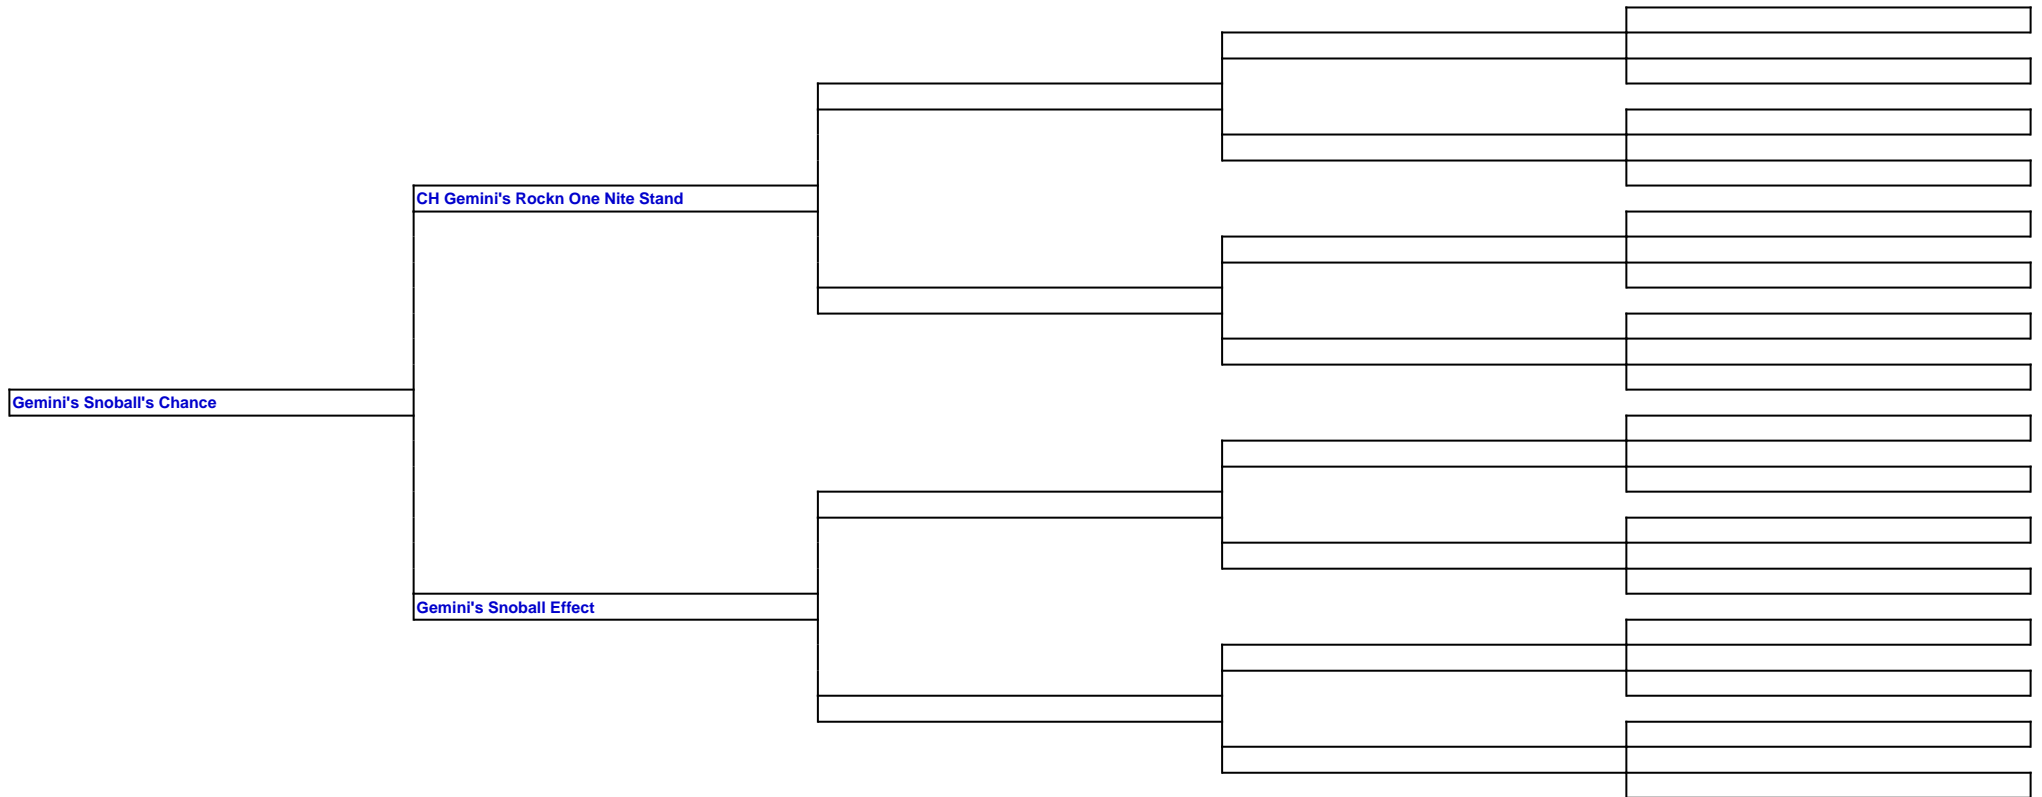 CH Gemini's Rockn One Nite Stand
Gemini's Snoball's Chance
Gemini's Snoball Effect